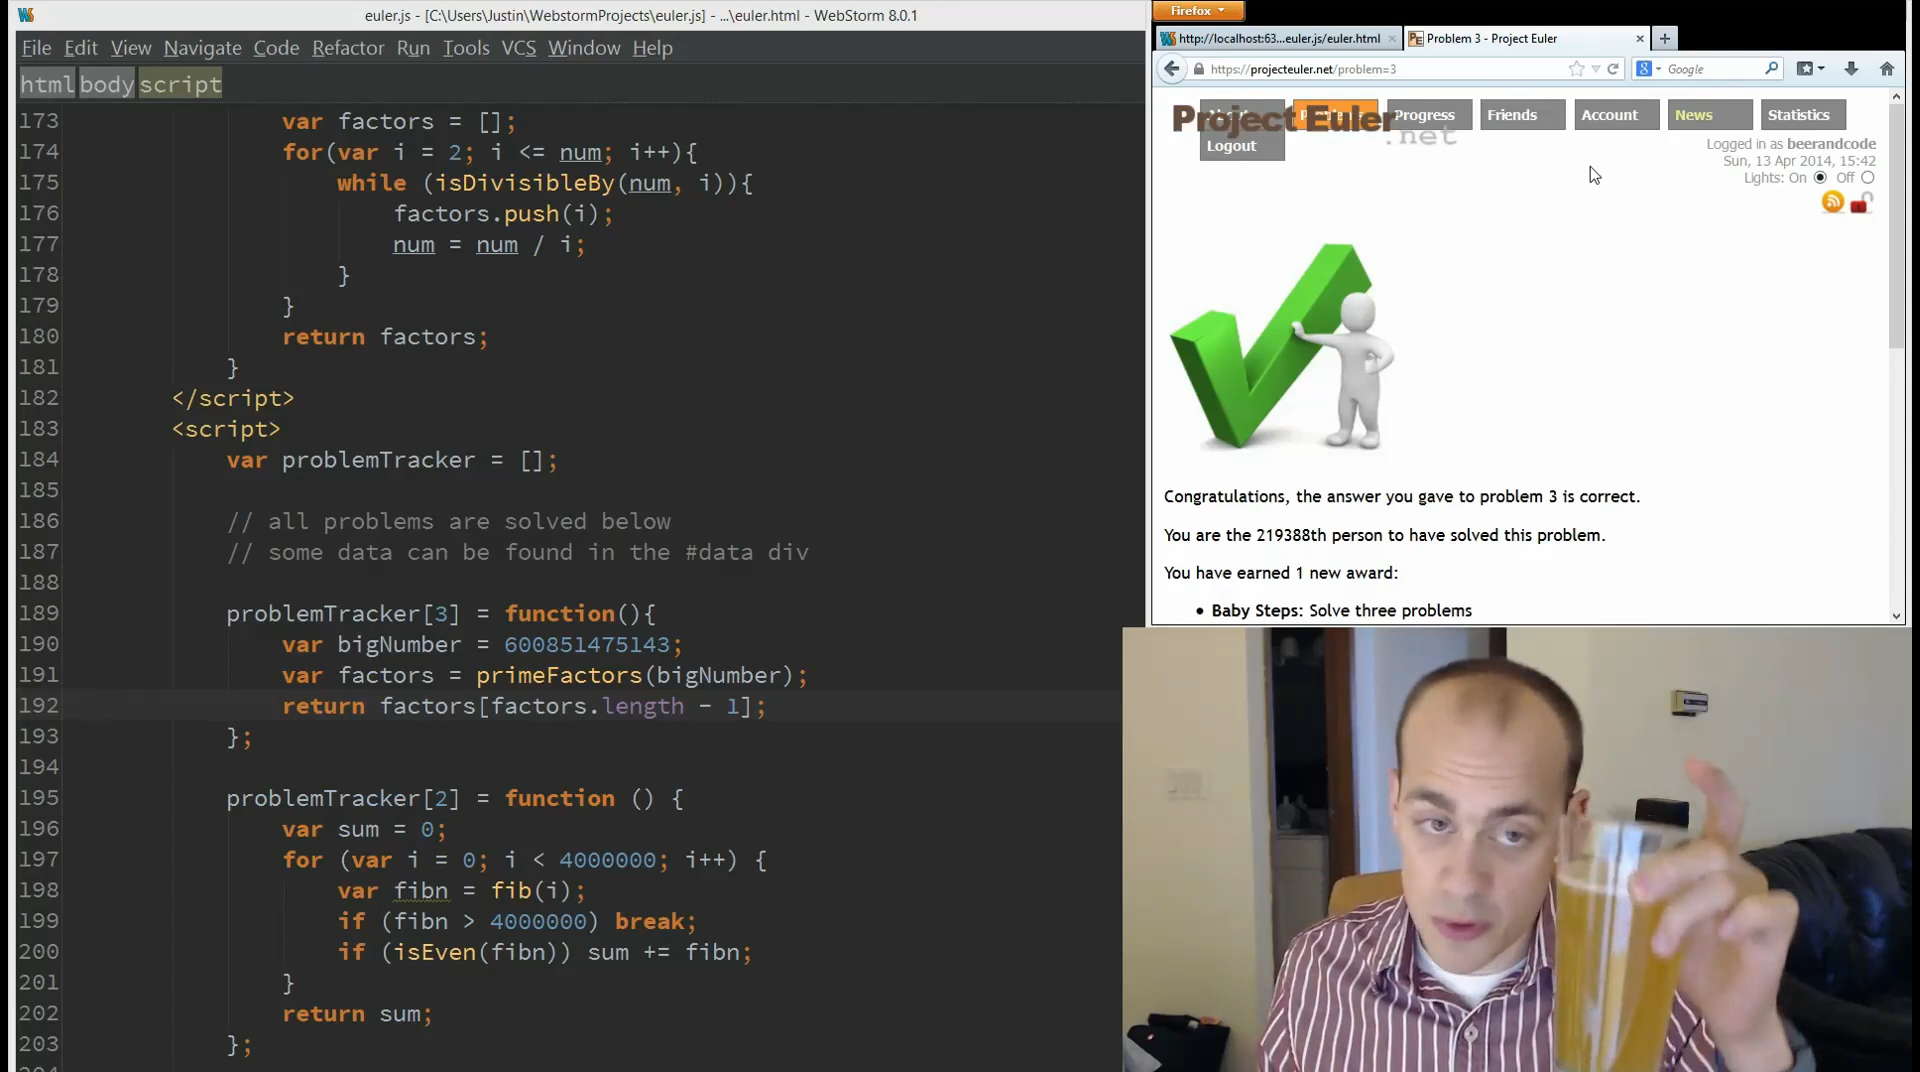 euler.js - [C:\Users\Justin\WebstormProjects\euler.js] - ...\euler.html - WebStorm 8.0.1
File Edit View Navigate Code Refactor Run Tools VCS Window Help
html body script
173 var factors = [];
174 for(var i = 2; i <= num; i++){
175 while (isDivisibleBy(num, i)){
176 factors.push(i);
177 num = num / i;
178 }
179 }
180 return factors;
181 }
182 </script>
183 <script>
184 var problemTracker = [];
185
186 // all problems are solved below
187 // some data can be found in the #data div
188
189 problemTracker[3] = function(){
190 var bigNumber = 600851475143;
191 var factors = primeFactors(bigNumber);
192 return factors[factors.length - 1];
193 };
194
195 problemTracker[2] = function () {
196 var sum = 0;
197 for (var i = 0; i < 4000000; i++) {
198 var fibn = fib(i);
199 if (fibn > 4000000) break;
200 if (isEven(fibn)) sum += fibn;
201 }
202 return sum;
203 };
Firefox
http://localhost:63...euler.js/euler.html
Problem 3 - Project Euler
https://projecteuler.net/problem=3
Google
Project Euler
.net
Progress Friends Account News Statistics
Logout
Logged in as beerandcode
Sun, 13 Apr 2014, 15:42
Lights: On Off
Congratulations, the answer you gave to problem 3 is correct.
You are the 219388th person to have solved this problem.
You have earned 1 new award:
• Baby Steps: Solve three problems